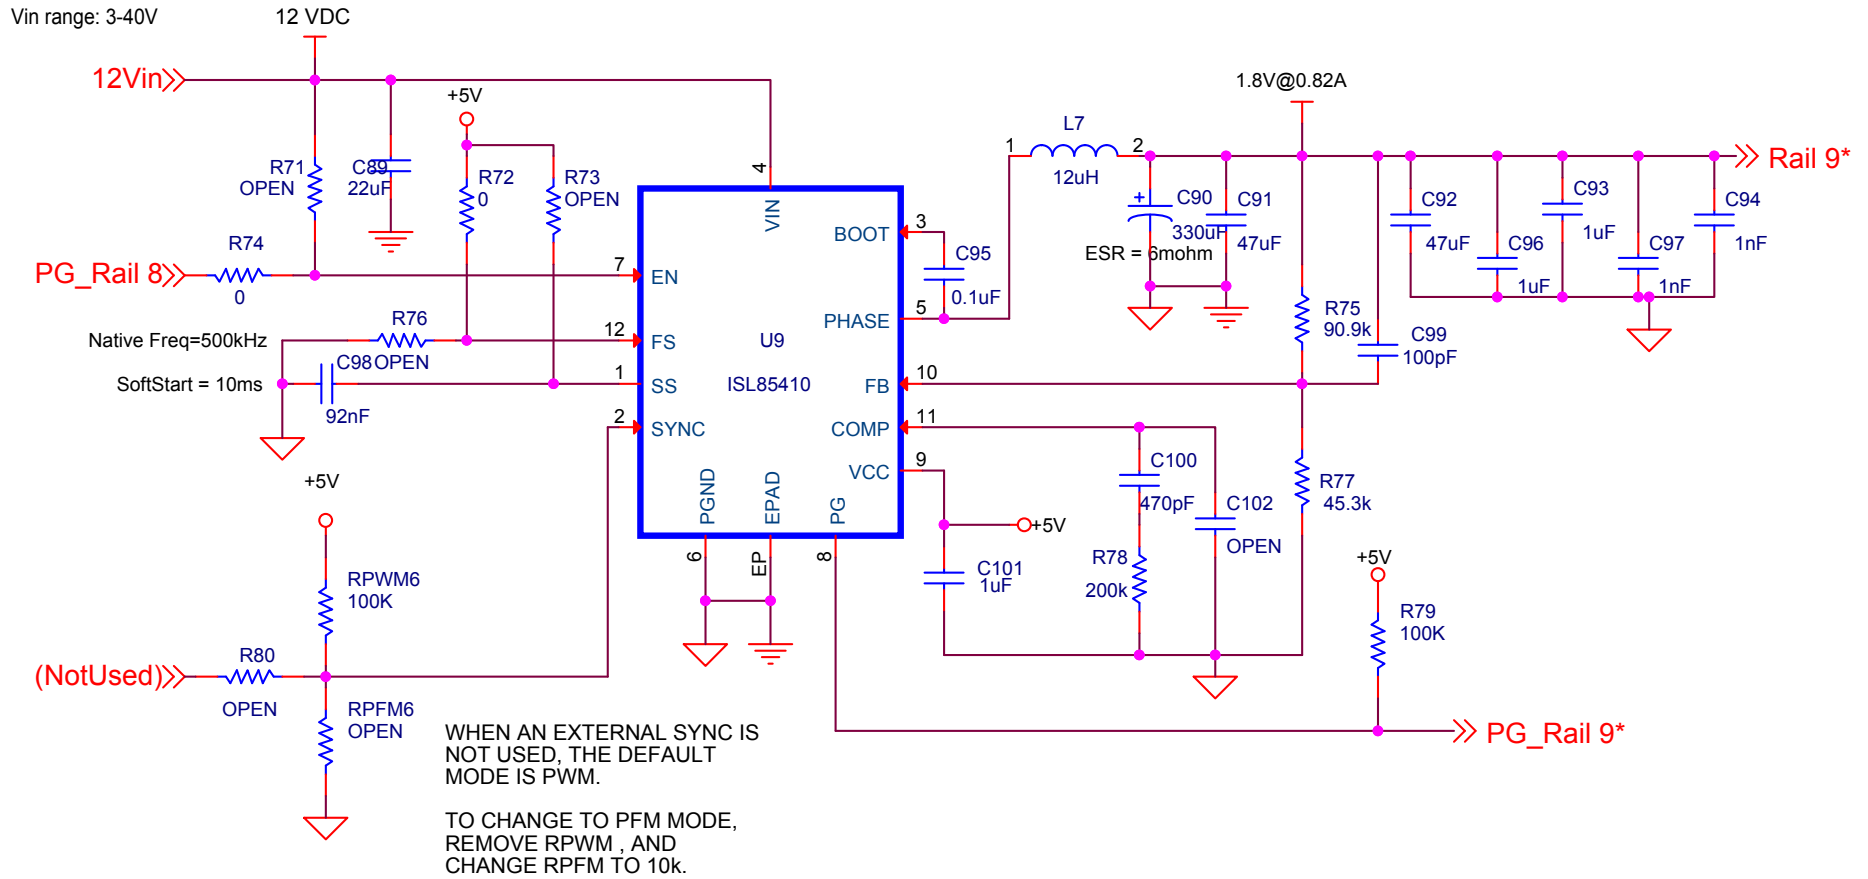 Vin range: 3-40V
12 VDC
12Vin
+5V
1.8V@0.82A
L7
1
2
12uH
Rail 9*
R71
OPEN
C89
22uF
R72
0
R73
OPEN
4
VIN
C90
330uF
ESR = 6mohm
C91
47uF
C92
47uF
C96
1uF
C93
1uF
C97
1nF
C94
1nF
R74
0
PG_Rail 8
7
EN
BOOT
3
C95
0.1uF
PHASE
5
R75
90.9k
C99
100pF
Native Freq=500kHz
R76
OPEN
12
FS
U9
ISL85410
SoftStart = 10ms
C98
92nF
1
SS
FB
10
2
SYNC
COMP
11
VCC
9
PGND
EPAD
PG
6
EP
8
C100
470pF
C102
OPEN
R77
45.3k
+5V
C101
1uF
R78
200k
+5V
RPWM6
100K
+5V
R79
100K
(NotUsed)
R80
OPEN
RPFM6
OPEN
PG_Rail 9*
WHEN AN EXTERNAL SYNC IS
NOT USED, THE DEFAULT
MODE IS PWM.
TO CHANGE TO PFM MODE,
REMOVE RPWM , AND
CHANGE RPFM TO 10k.